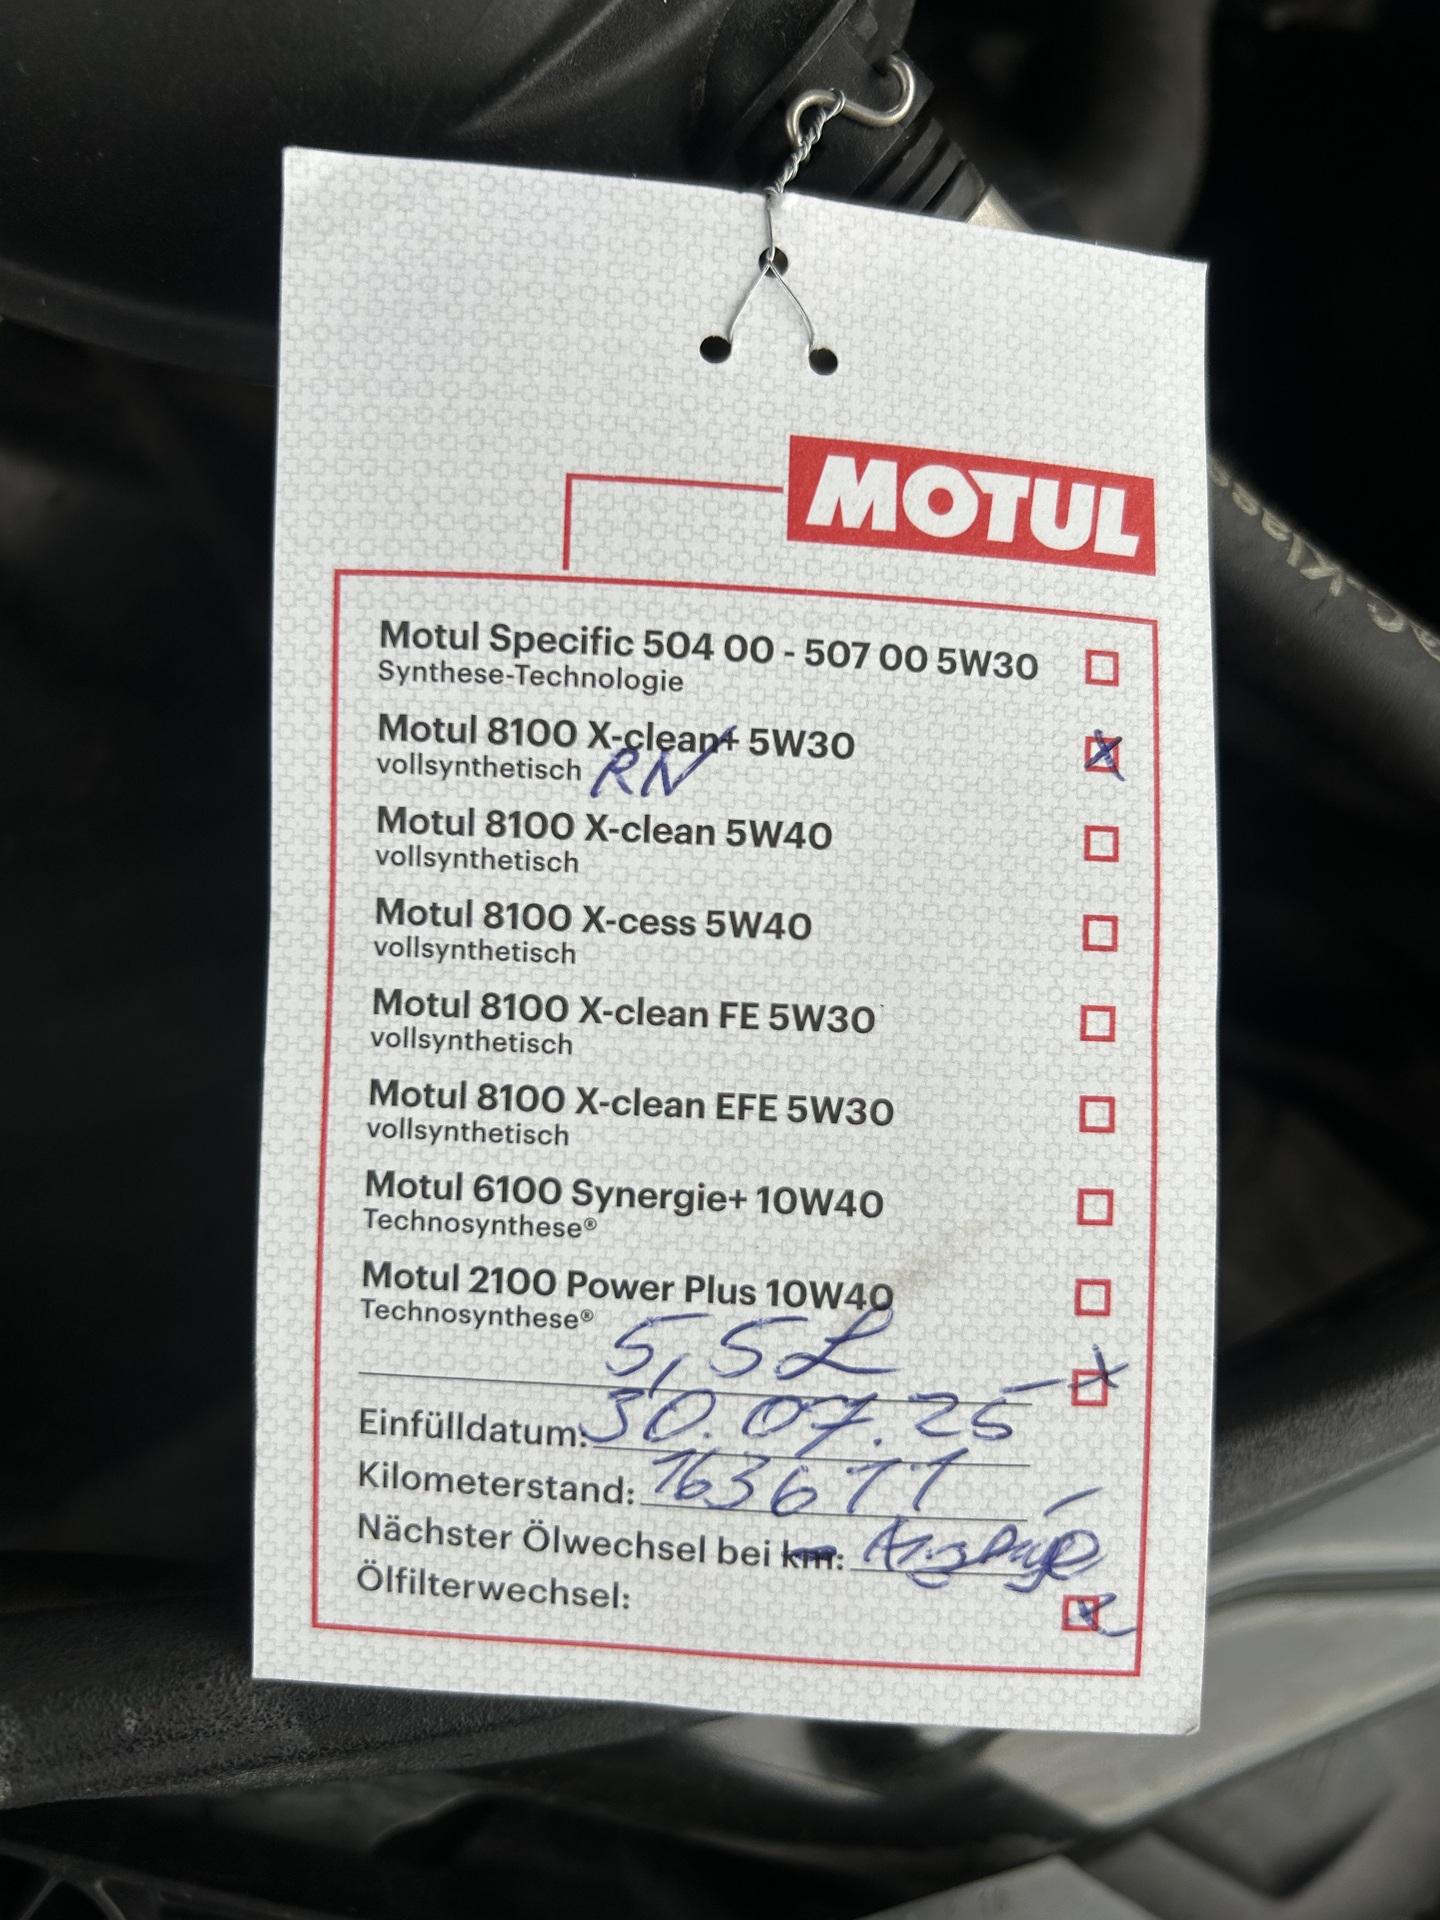 MOTUL
Motul Specific 504 00 - 507 00 5W30
Synthese-Technologie
Motul 8100 X-clean+ 5W30
vollsynthetisch RN
Motul 8100 X-clean 5W40
vollsynthetisch
Motul 8100 X-cess 5W40
vollsynthetisch
Motul 8100 X-clean FE 5W30
vollsynthetisch
Motul 8100 X-clean EFE 5W30
vollsynthetisch
Motul 6100 Synergie+ 10W40
Technosynthese®
Motul 2100 Power Plus 10W40
Technosynthese®
5,5L
Einfülldatum: 30.07.25
Kilometerstand: 163611
Nächster Ölwechsel bei km: Anzeige
Ölfilterwechsel: